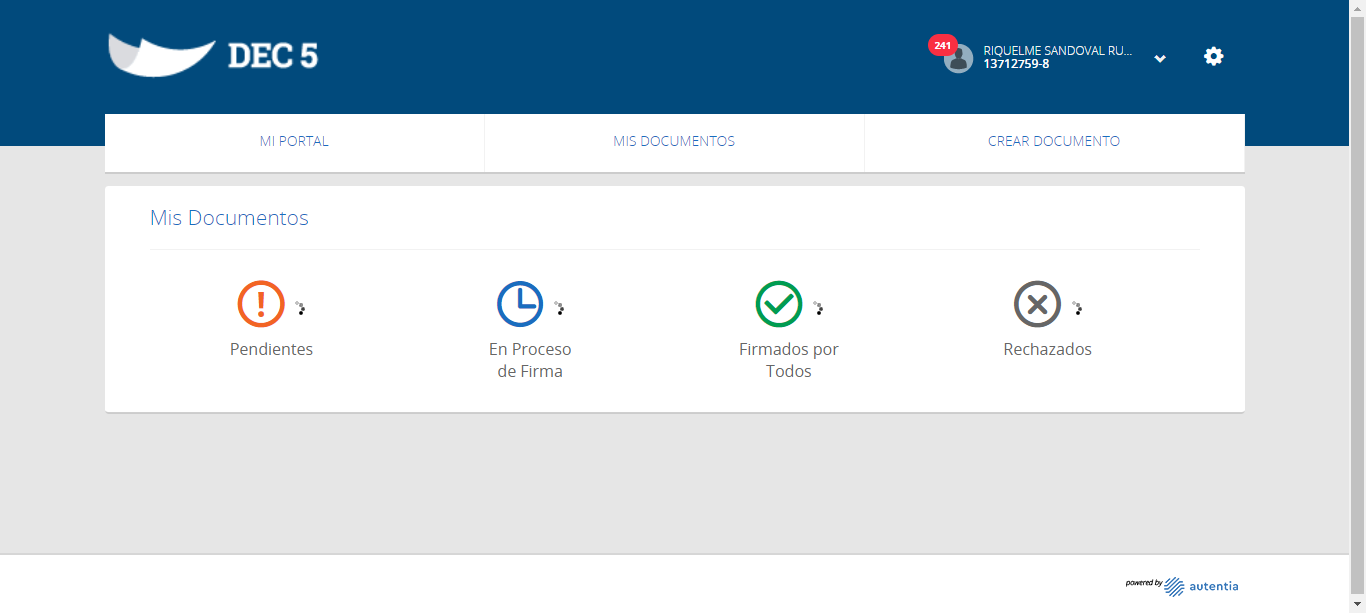 DEC 5
241
RIQUELME SANDOVAL RU...
13712759-8
MI PORTAL
MIS DOCUMENTOS
CREAR DOCUMENTO
Mis Documentos
Pendientes
En Proceso
de Firma
Firmados por
Todos
Rechazados
powered by
autentia